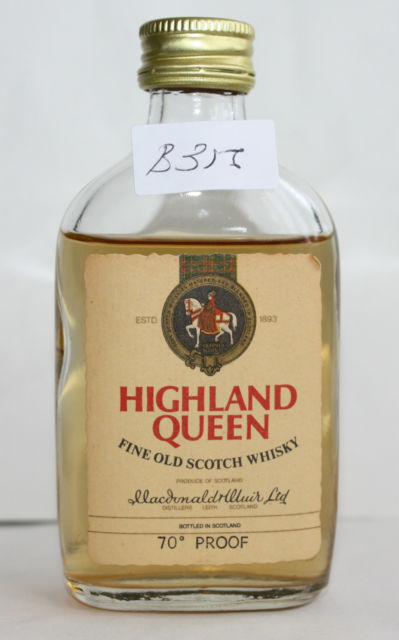 ESTD. 1893
HIGHLAND
QUEEN
FINE OLD SCOTCH WHISKY
PRODUCE OF SCOTLAND
Macdonald & Muir Ltd
DISTILLERS LEITH SCOTLAND
BOTTLED IN SCOTLAND
70° PROOF